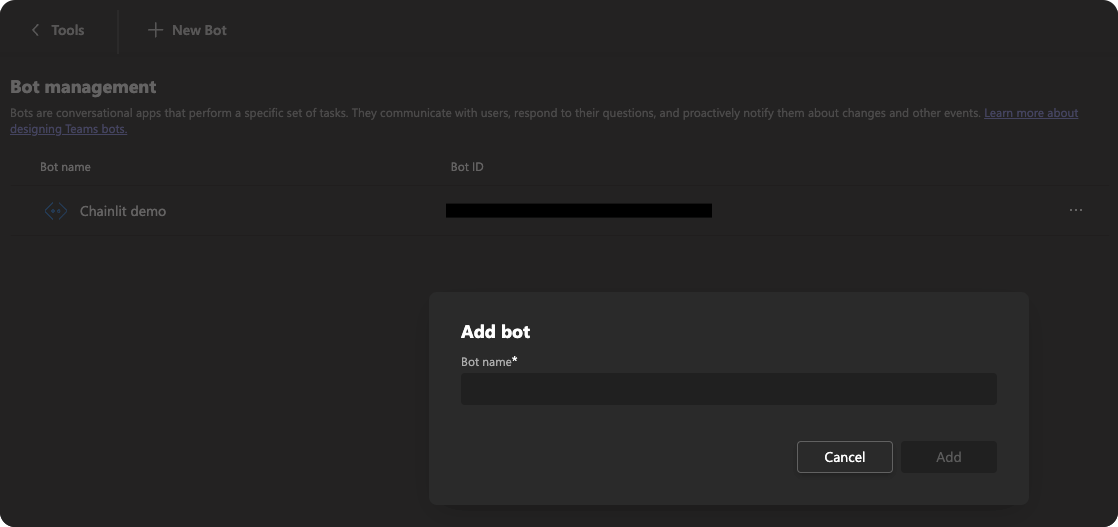 Tools
New Bot
Bot management
Bots are conversational apps that perform a specific set of tasks. They communicate with users, respond to their questions, and proactively notify them about changes and other events. Learn more about
designing Teams bots.
Bot name
Bot ID
Chainlit demo
...
Add bot
Bot name*
Cancel
Add